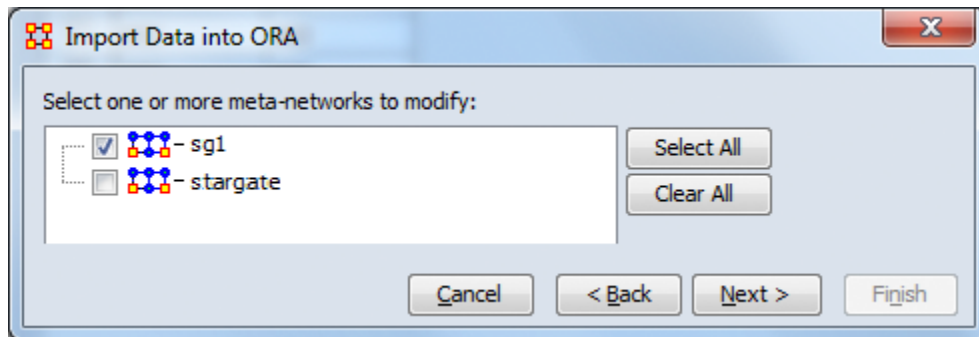 Import Data into ORA
Select one or more meta-networks to modify:
sg1
stargate
Select All
Clear All
Cancel
< Back
Next >
Finish